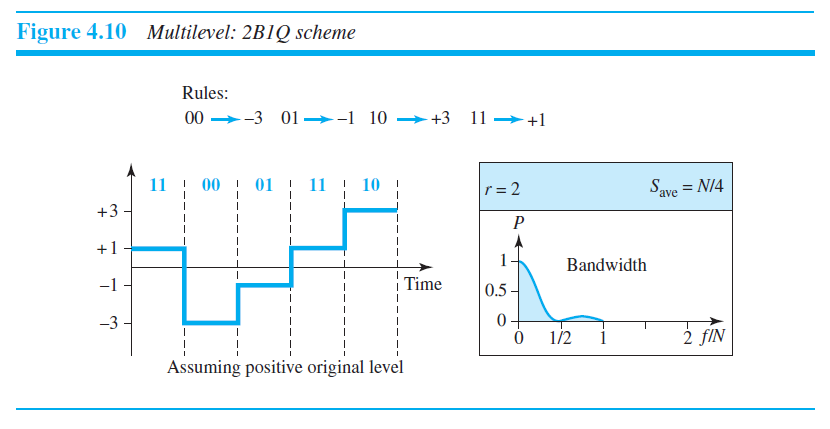 Figure 4.10 Multilevel: 2B1Q scheme
Rules:
00 → –3 01 → –1 10 → +3 11 → +1
11 00 01 11 10
+3
+1
–1
–3
Time
Assuming positive original level
r = 2 Save = N/4
P
1
Bandwidth
0.5
0
0 1/2 1 2 f/N